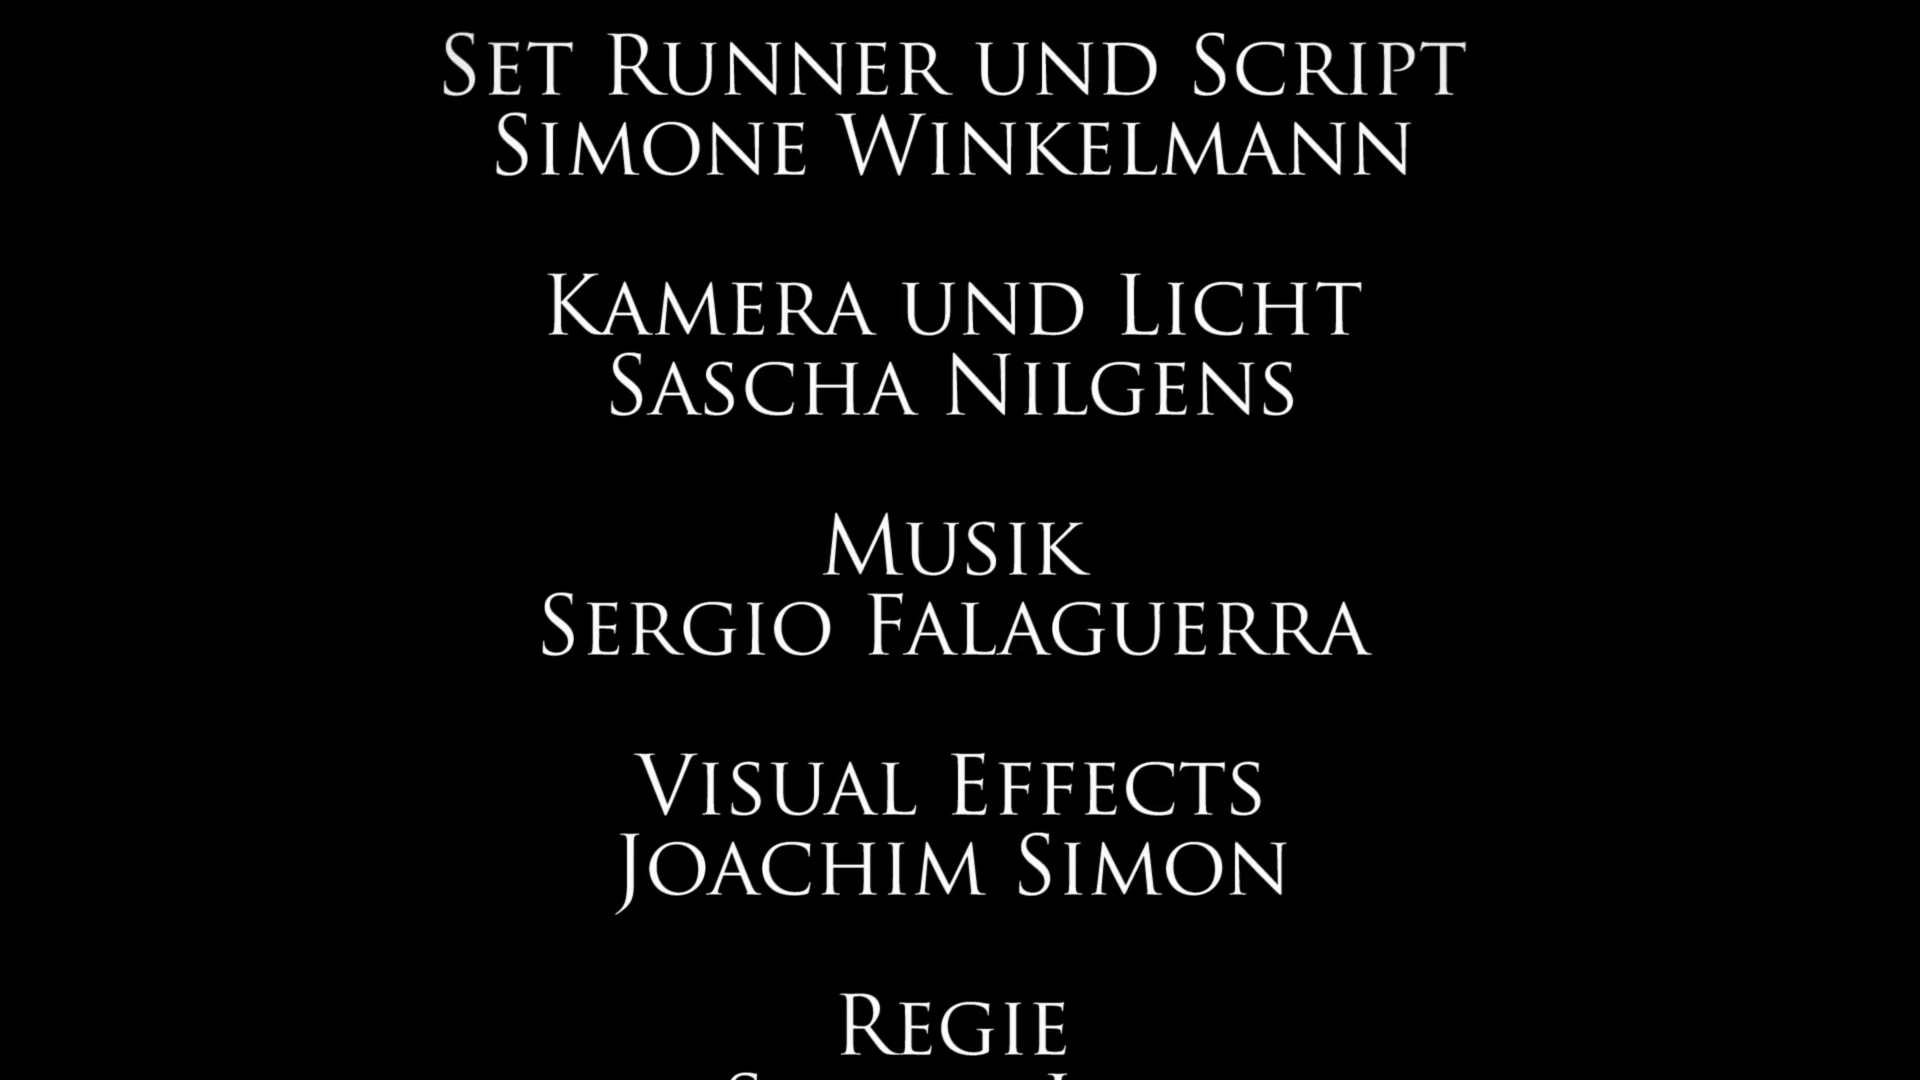 Set Runner und Script
Simone Winkelmann
Kamera und Licht
Sascha Nilgens
Musik
Sergio Falaguerra
Visual Effects
Joachim Simon
Regie